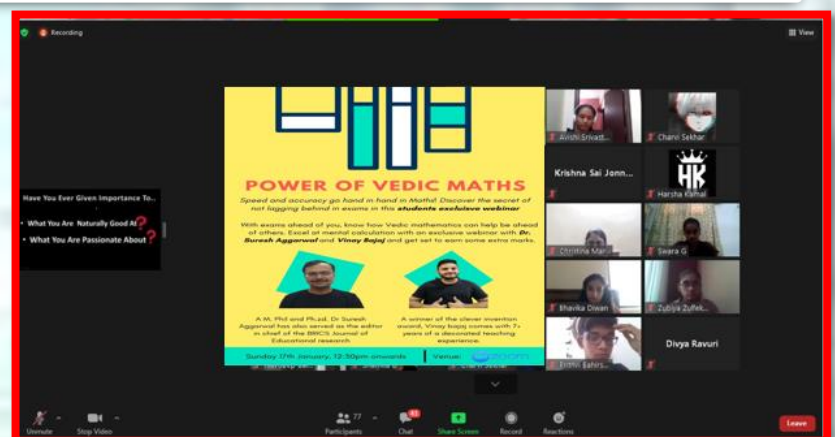 Recording
View
Have You Ever Given Importance To..
• What You Are Naturally Good At?
• What You Are Passionate About?
POWER OF VEDIC MATHS
Speed and accuracy go hand in hand in Maths! Discover the secret of
not lagging behind in exams in this students exclusive webinar
With exams ahead of you, know how Vedic mathematics can help be ahead
of others. Excel at mental calculation with an exclusive webinar with Dr.
Suresh Aggarwal and Vinay Bajaj and get set to earn some extra marks.
A M. Phil and Ph.zd, Dr Suresh
Aggarwal has also served as the editor
in chief of the BRICS Journal of
Educational research
A winner of the clever invention
award, Vinay bajaj comes with 7+
years of a decorated teaching
experience.
Sunday 17th January, 12:30pm onwards
Venue: zoom
Avishi Srivast...
Charvi Sekhar
Krishna Sai Jonn...
HK
Harsha Kamal
Christina Mar...
Swara G
Bhavika Diwan
Zubiya Zulfek...
Divya Ravuri
Unmute
Stop Video
77
Participants
43
Chat
Share Screen
Record
Reactions
Leave